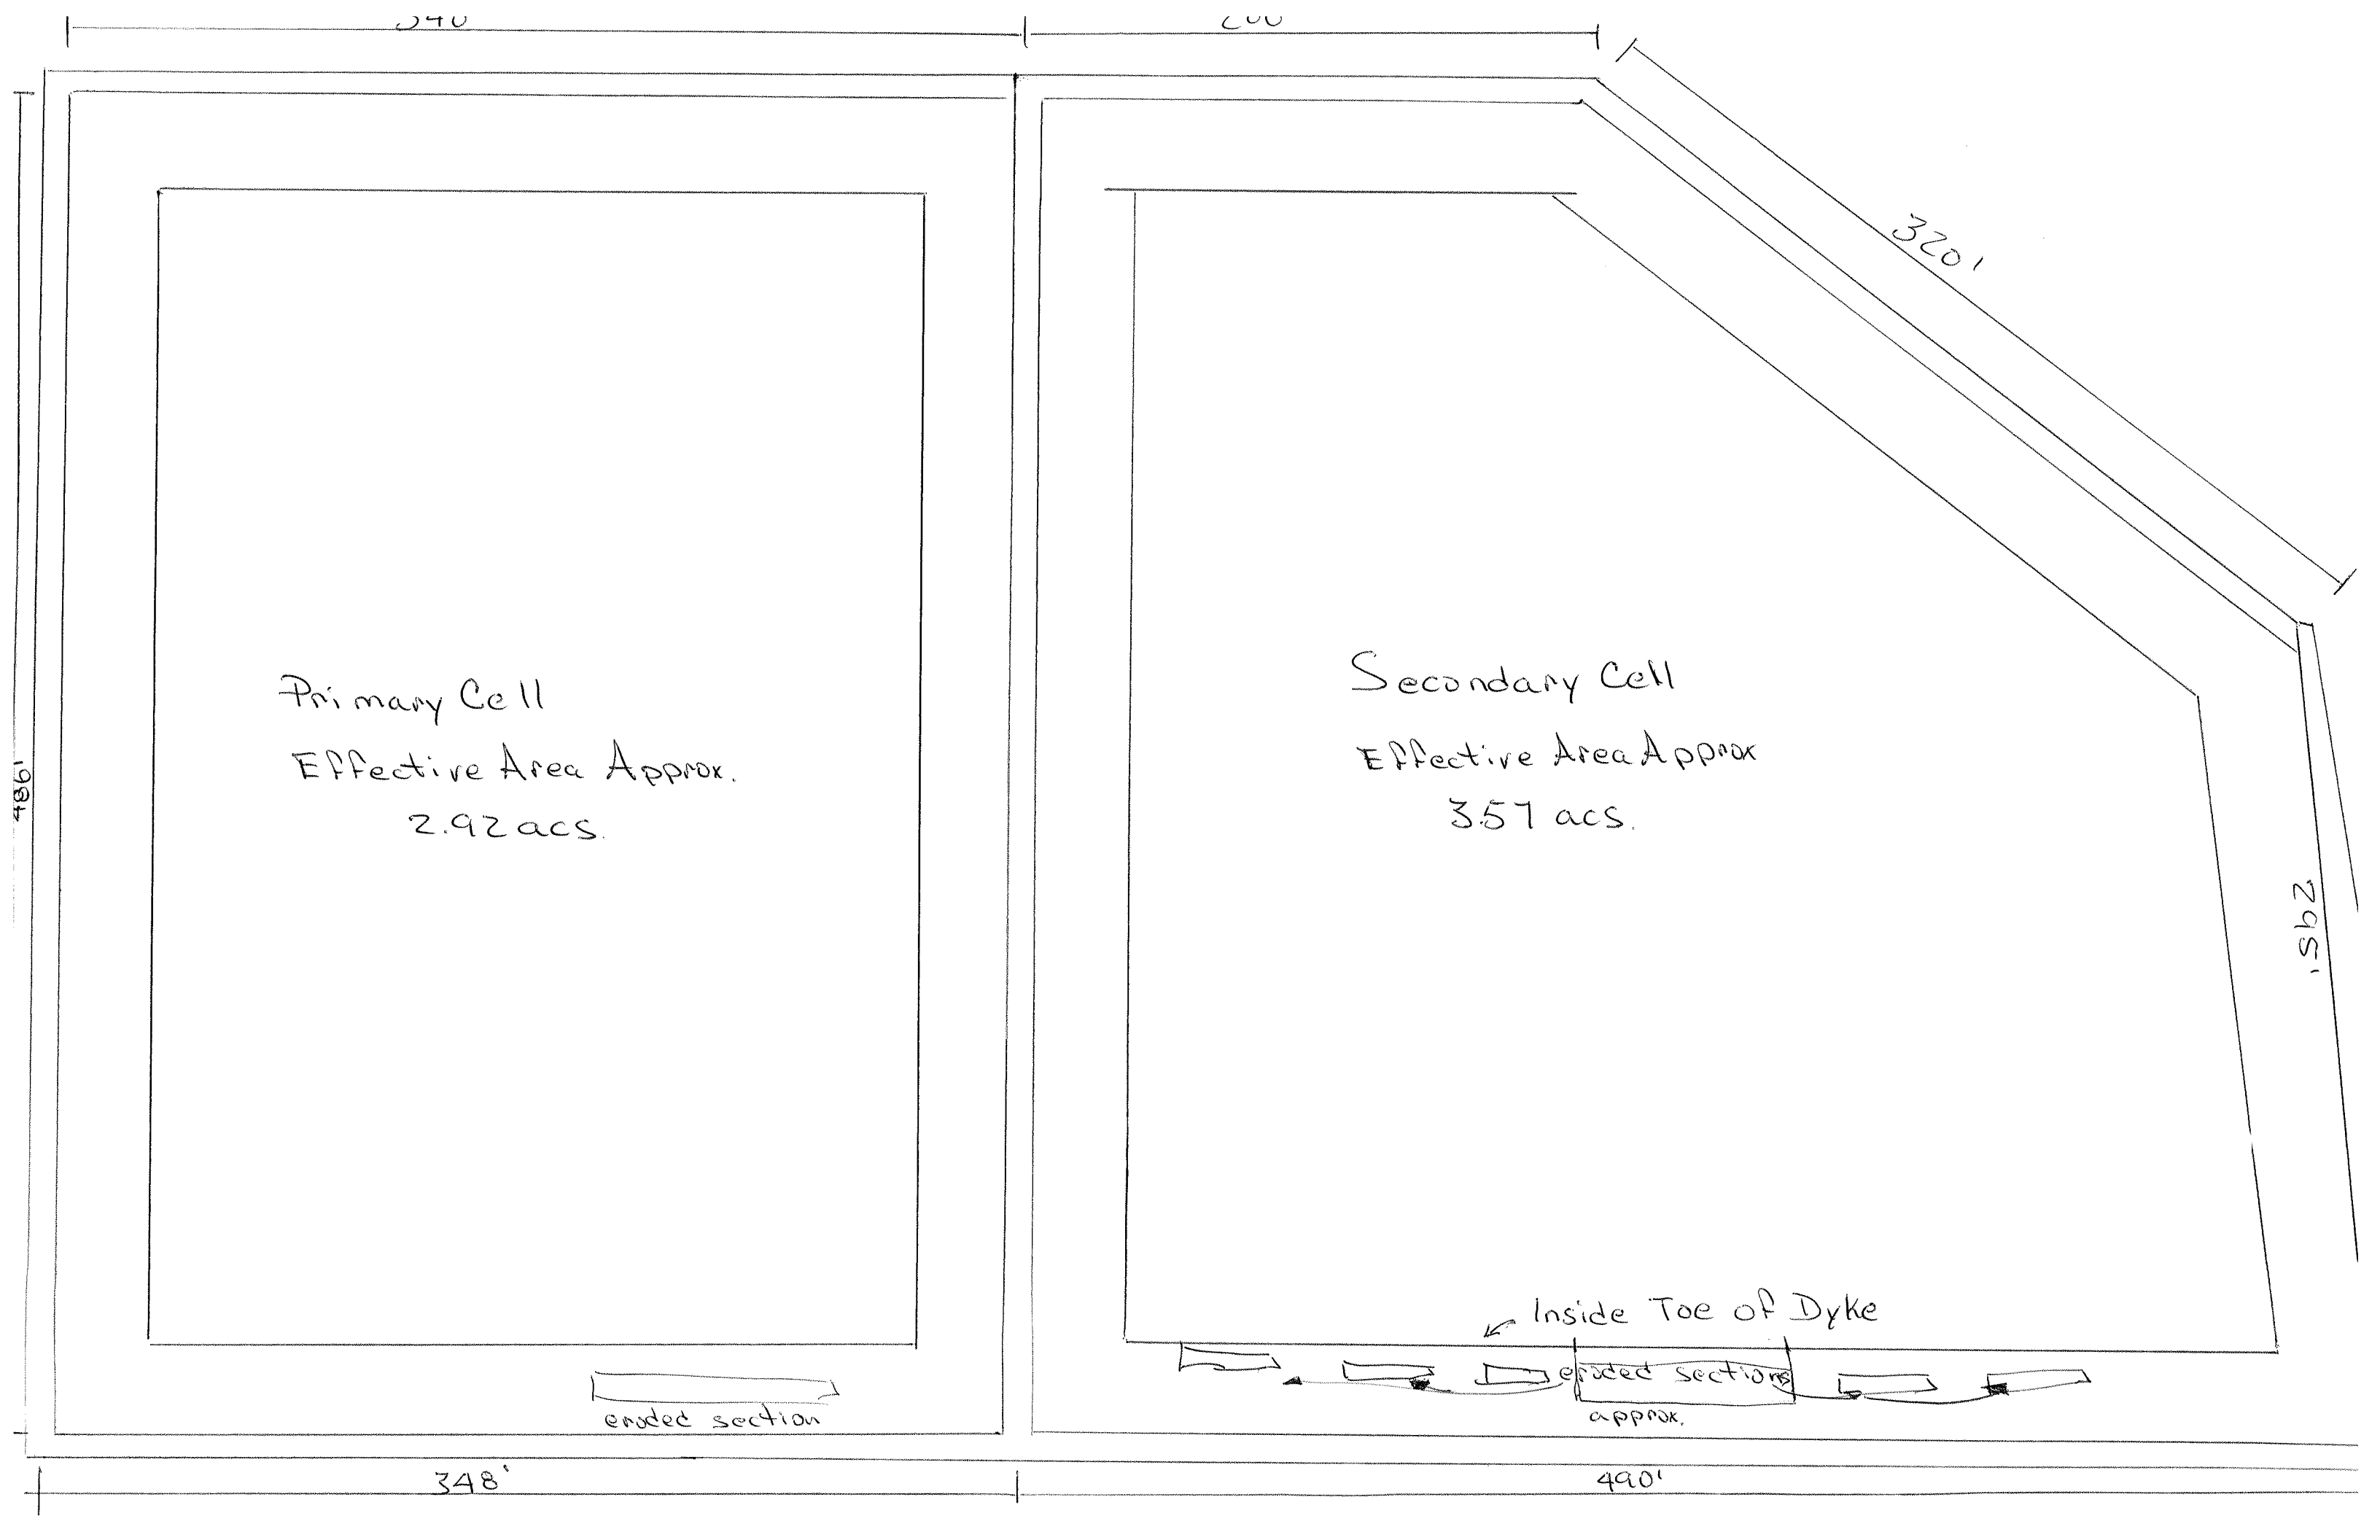 320'
Primary Cell
Effective Area Approx.
2.92 acs.
Secondary Cell
Effective Area Approx
3.57 acs.
486'
295'
Inside Toe of Dyke
eroded sections
approx.
eroded section
348'
490'